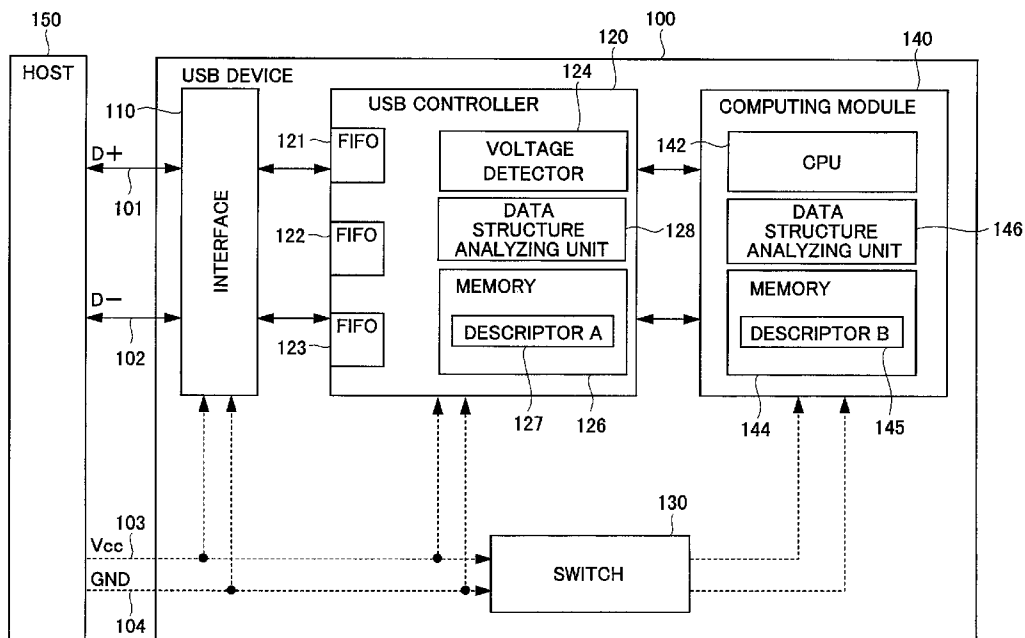 150
100
120
140
HOST
USB DEVICE
124
110
USB CONTROLLER
COMPUTING MODULE
121
FIFO
VOLTAGE
DETECTOR
142
CPU
D+
101
INTERFACE
122
FIFO
DATA
STRUCTURE
ANALYZING UNIT
128
DATA
STRUCTURE
ANALYZING UNIT
146
D−
102
MEMORY
DESCRIPTOR A
MEMORY
DESCRIPTOR B
FIFO
123
127
126
144
145
103
Vcc
130
GND
104
SWITCH